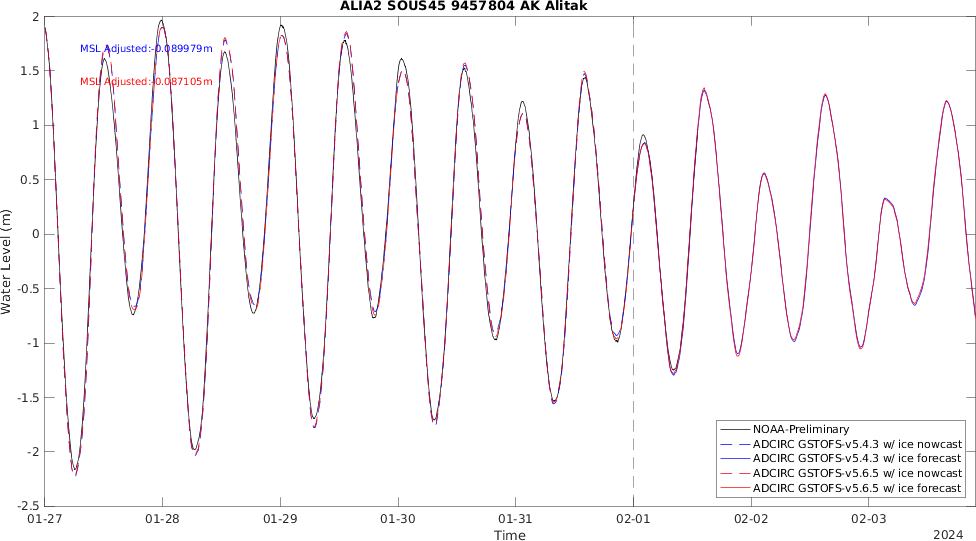 ALIA2 SOUS45 9457804 AK Alitak
2
1.5
1
0.5
0
-0.5
-1
-1.5
-2
-2.5
Water Level (m)
MSL Adjusted:-0.089979m
MSL Adjusted:-0.087105m
NOAA-Preliminary
ADCIRC GSTOFS-v5.4.3 w/ ice nowcast
ADCIRC GSTOFS-v5.4.3 w/ ice forecast
ADCIRC GSTOFS-v5.6.5 w/ ice nowcast
ADCIRC GSTOFS-v5.6.5 w/ ice forecast
01-27 01-28 01-29 01-30 01-31 02-01 02-02 02-03
Time
2024